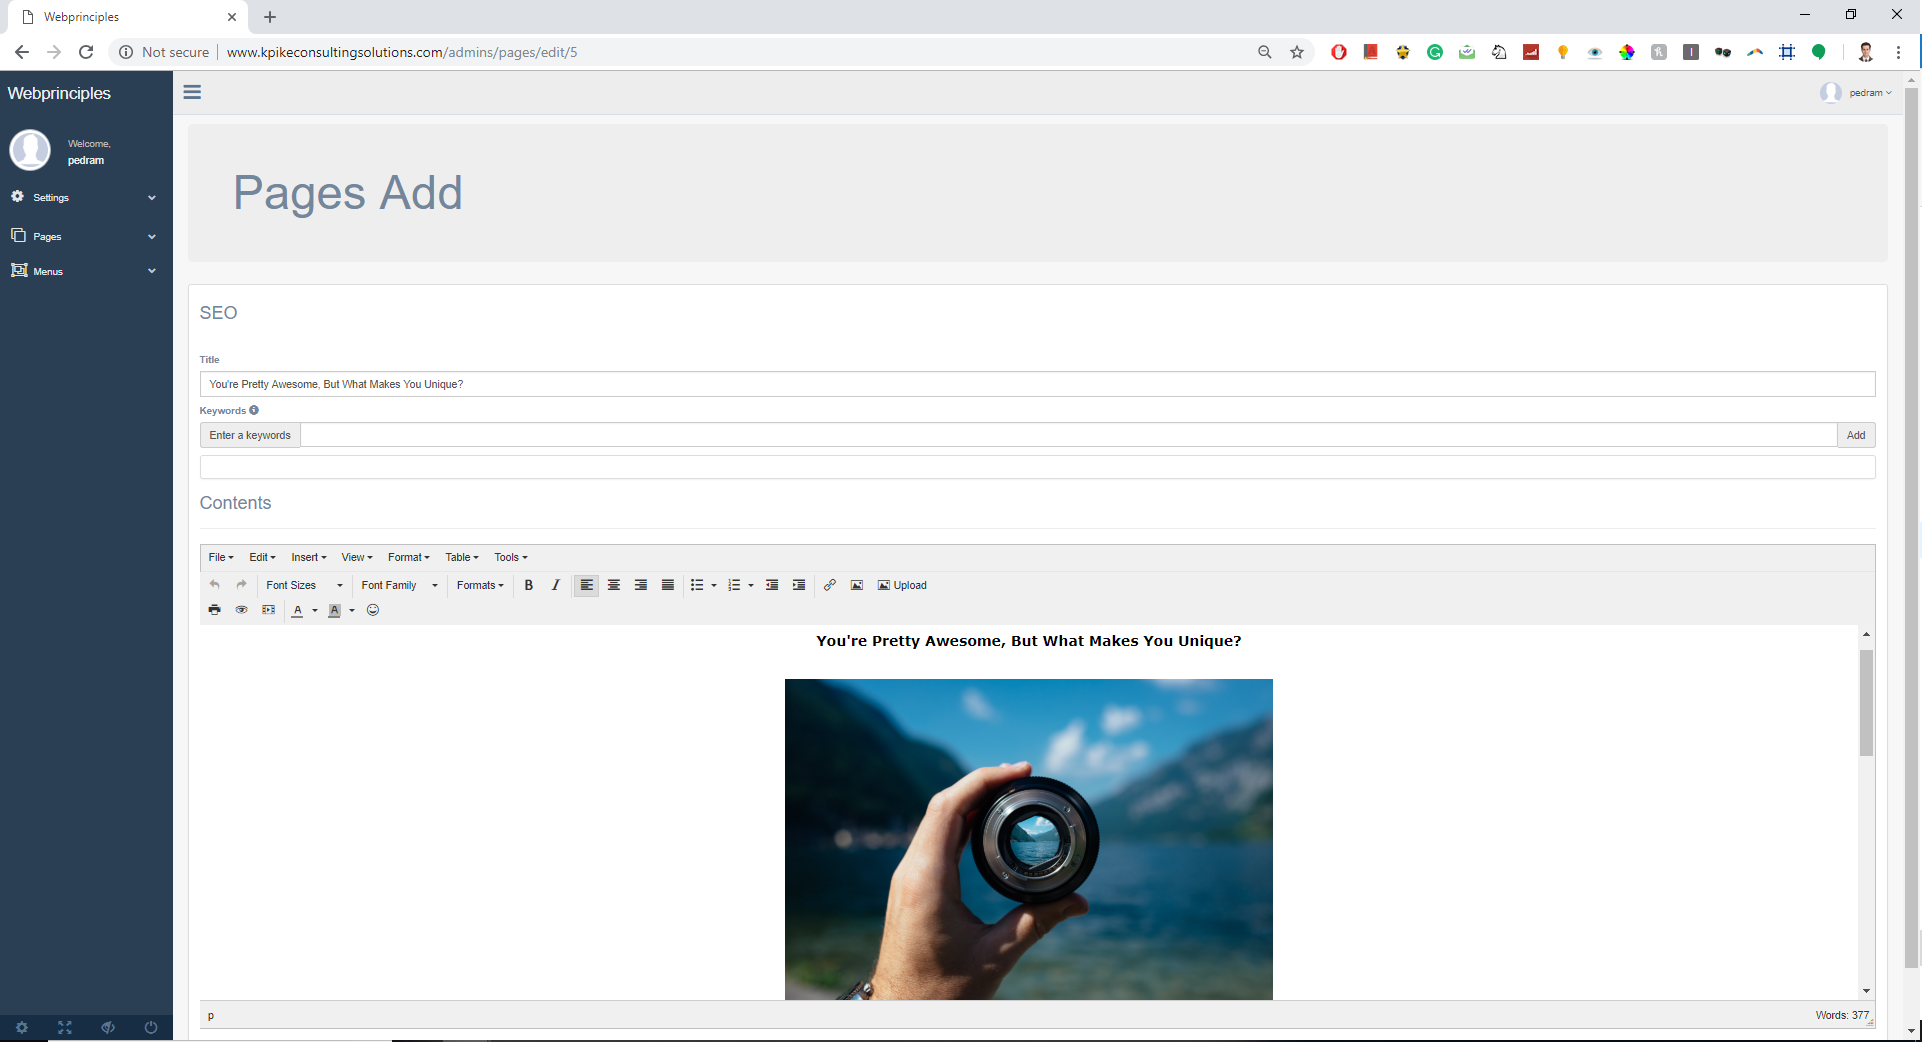 Webprinciples
Not secure
www.kpikeconsultingsolutions.com/admins/pages/edit/5
Webprinciples
pedram
Welcome,
pedram
Settings
Pages
Menus
Pages Add
SEO
Title
You're Pretty Awesome, But What Makes You Unique?
Keywords
Enter a keywords
Add
Contents
File Edit Insert View Format Table Tools
Font Sizes Font Family Formats B I Upload
A A
You're Pretty Awesome, But What Makes You Unique?
p
Words: 377